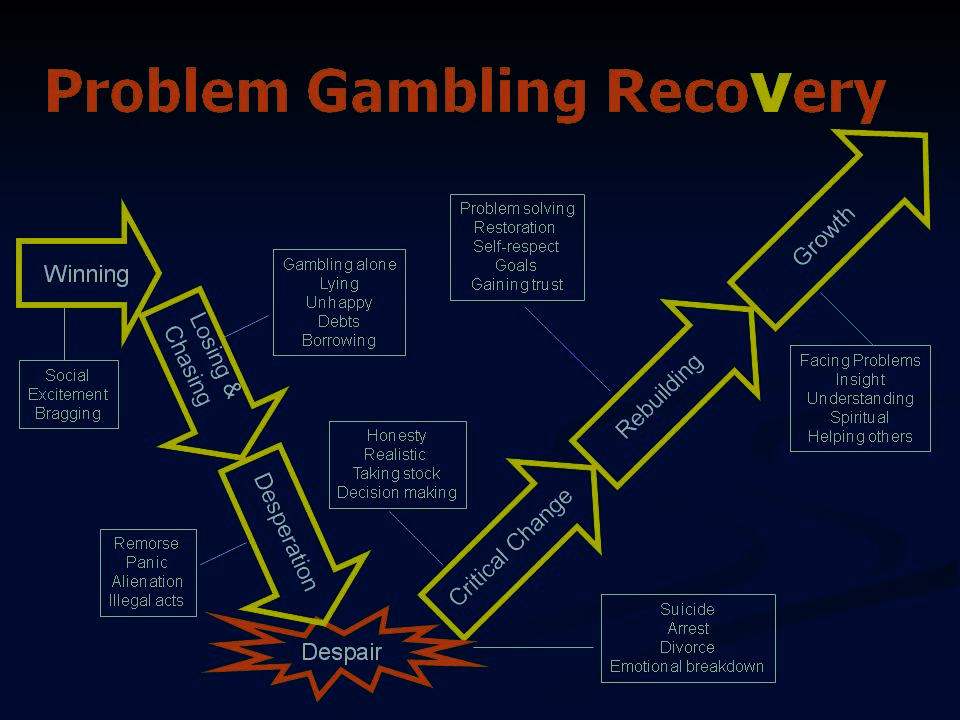 Problem Gambling Recovery
Winning
Social
Excitement
Bragging
Losing &
Chasing
Gambling alone
Lying
Unhappy
Debts
Borrowing
Desperation
Remorse
Panic
Alienation
Illegal acts
Despair
Suicide
Arrest
Divorce
Emotional breakdown
Critical Change
Honesty
Realistic
Taking stock
Decision making
Rebuilding
Problem solving
Restoration
Self-respect
Goals
Gaining trust
Growth
Facing Problems
Insight
Understanding
Spiritual
Helping others